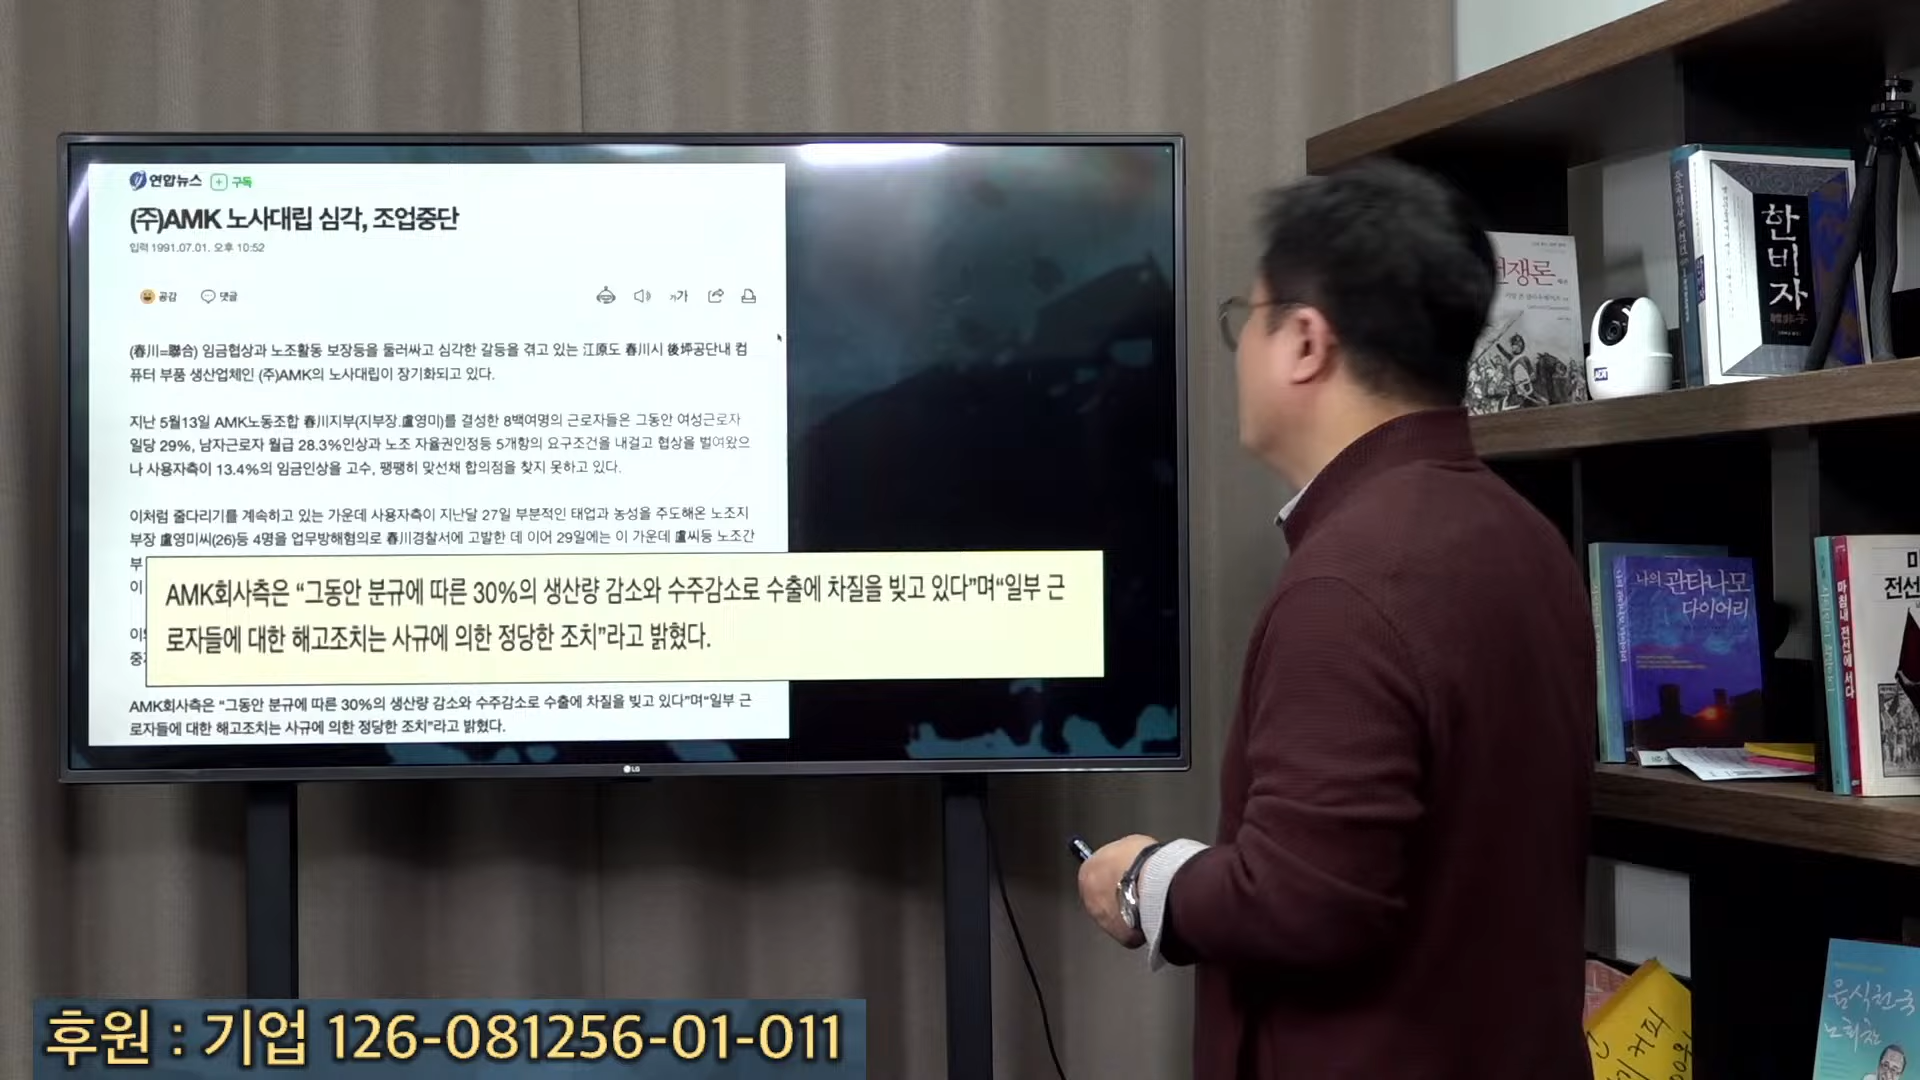 연합뉴스 구독
(주)AMK 노사대립 심각, 조업중단
입력 1991.07.01. 오후 10:52
공감 댓글
가가
(春川=聯合) 임금협상과 노조활동 보장등을 둘러싸고 심각한 갈등을 겪고 있는 江原도 春川시 後坪공단내 컴
퓨터 부품 생산업체인 (주)AMK의 노사대립이 장기화되고 있다.
지난 5월13일 AMK노동조합 春川지부(지부장.盧영미)를 결성한 8백여명의 근로자들은 그동안 여성근로자
일당 29%, 남자근로자 월급 28.3%인상과 노조 자율권인정등 5개항의 요구조건을 내걸고 협상을 벌여왔으
나 사용자측이 13.4%의 임금인상을 고수, 팽팽히 맞선채 합의점을 찾지 못하고 있다.
이처럼 줄다리기를 계속하고 있는 가운데 사용자측이 지난달 27일 부분적인 태업과 농성을 주도해온 노조지
부장 盧영미씨(26)등 4명을 업무방해혐의로 春川경찰서에 고발한 데 이어 29일에는 이 가운데 盧씨등 노조간
부
이
AMK회사측은 “그동안 분규에 따른 30%의 생산량 감소와 수주감소로 수출에 차질을 빚고 있다”며“일부 근
로자들에 대한 해고조치는 사규에 의한 정당한 조치”라고 밝혔다.
AMK회사측은 “그동안 분규에 따른 30%의 생산량 감소와 수주감소로 수출에 차질을 빚고 있다”며“일부 근
로자들에 대한 해고조치는 사규에 의한 정당한 조치”라고 밝혔다.
LG
후원 : 기업 126-081256-01-011
전쟁론
한비자
韓非子
ADT
나의 관타나모
다이어리
마침내 전선에 서다
음식천국
노회찬